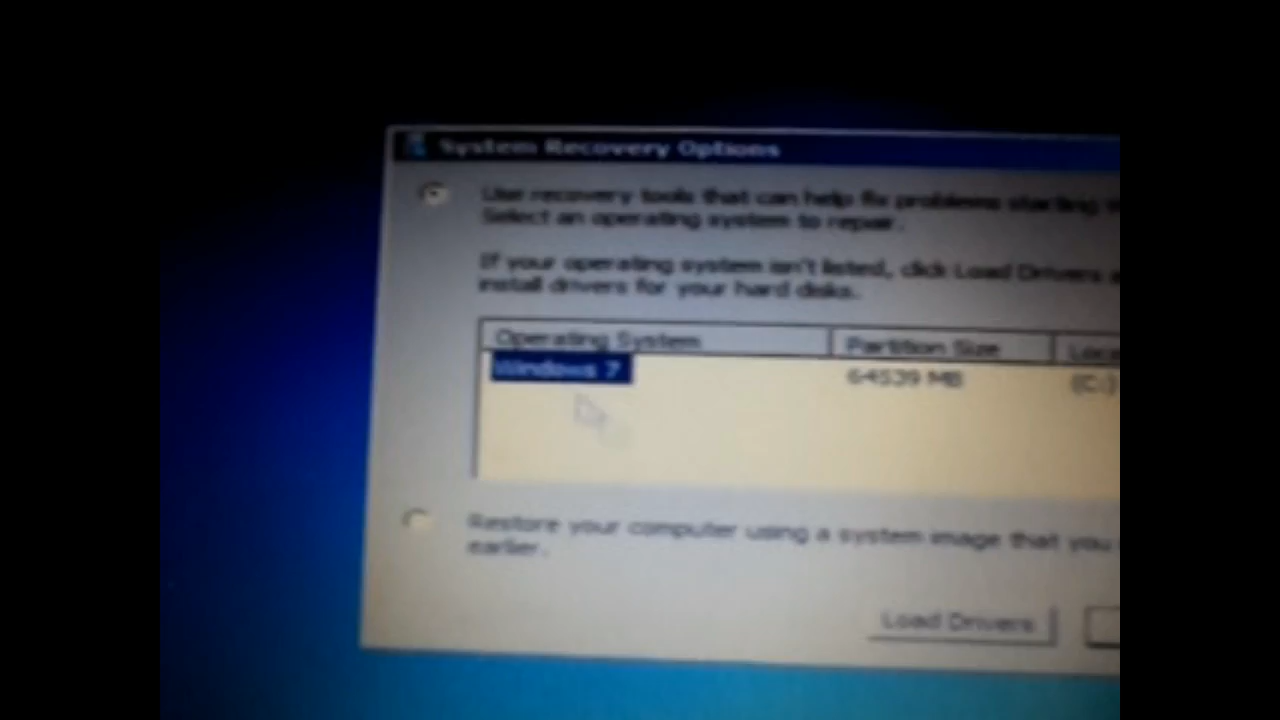 System Recovery Options
Use recovery tools that can help fix problems starting
Select an operating system to repair.
If your operating system isn't listed, click Load Drivers
install drivers for your hard disks.
Operating System Partition Size
Windows 7 64539 MB (C:)
Restore your computer using a system image that you
earlier.
Load Drivers